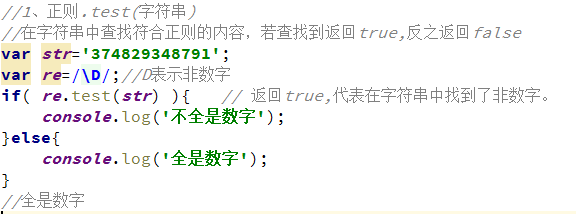 //1、正则.test(字符串)
//在字符串中查找符合正则的内容，若查找到返回true,反之返回false
var str='374829348791';
var re=/\D/;//D表示非数字
if( re.test(str) ){    // 返回true,代表在字符串中找到了非数字。
    console.log('不全是数字');
}else{
    console.log('全是数字');
}
//全是数字